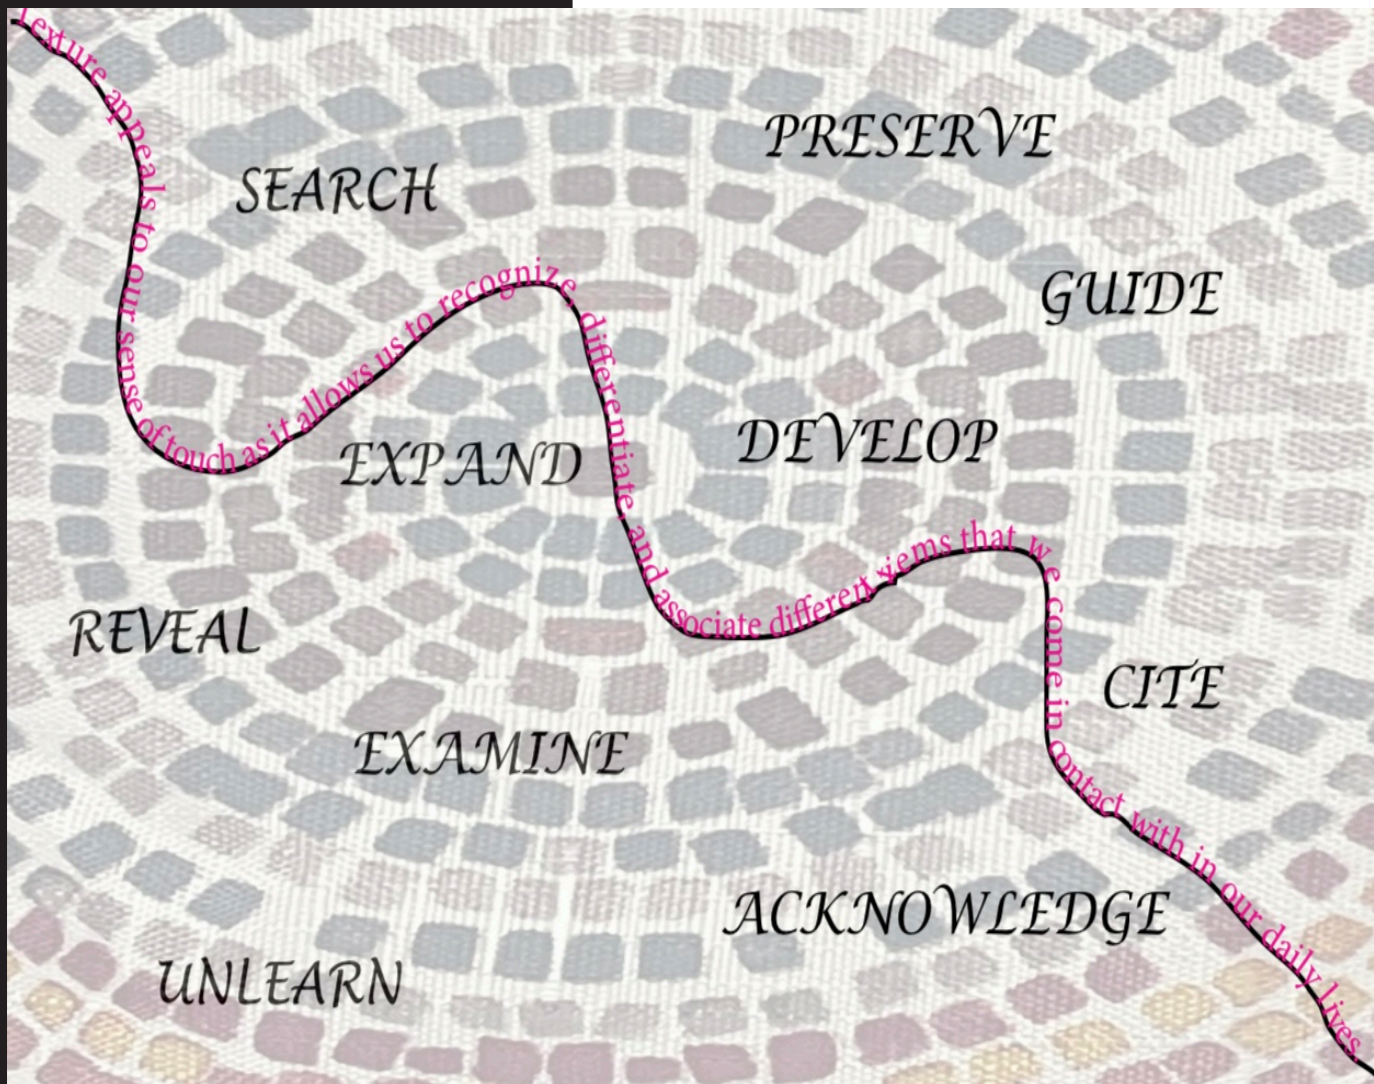 Texture appeals to our sense of touch as it allows us to recognize, differentiate, and associate different items that we come in contact with in our daily lives.
PRESERVE
SEARCH
GUIDE
DEVELOP
EXPAND
REVEAL
CITE
EXAMINE
ACKNOWLEDGE
UNLEARN